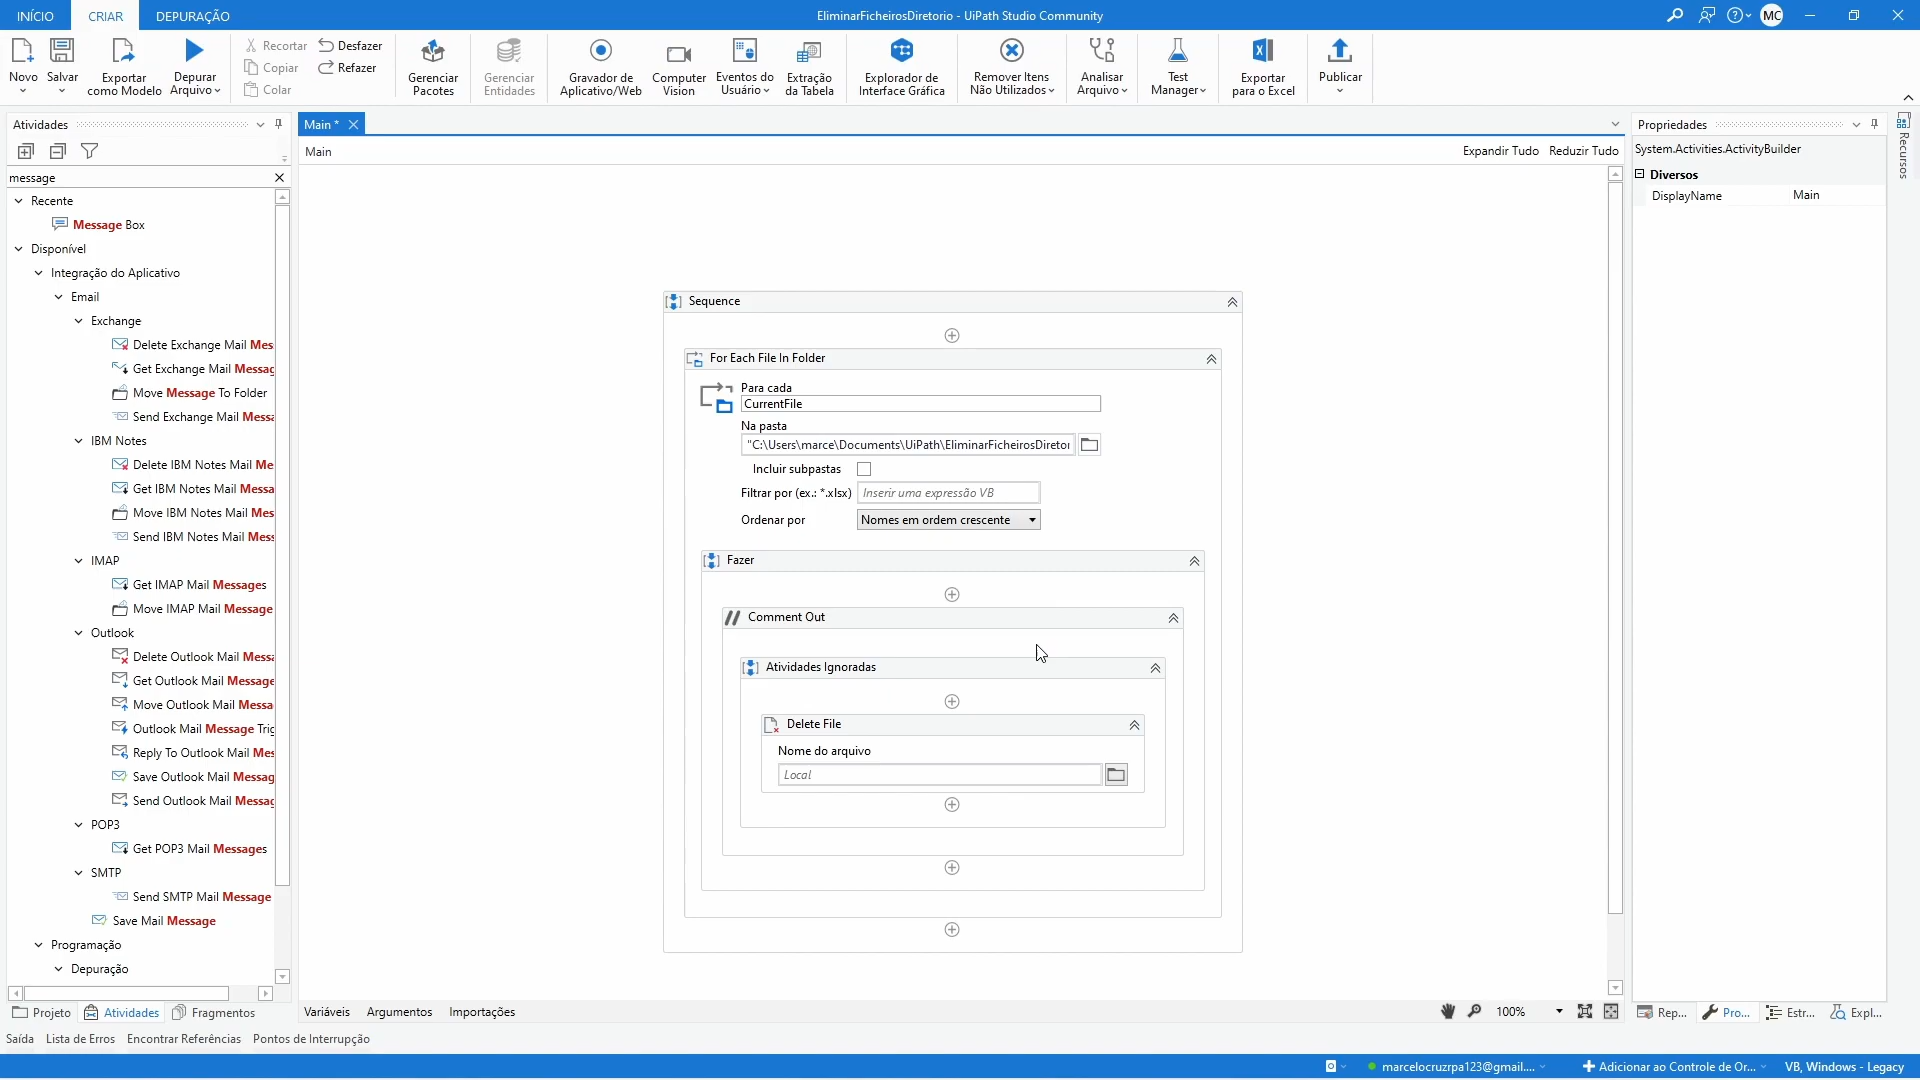 INÍCIO
CRIAR
DEPURAÇÃO
EliminarFicheirosDiretorio - UiPath Studio Community
MC
Novo
Salvar
Exportar
como Modelo
Depurar
Arquivo
Recortar
Copiar
Colar
Desfazer
Refazer
Gerenciar
Pacotes
Gerenciar
Entidades
Gravador de
Aplicativo/Web
Computer
Vision
Eventos do
Usuário
Extração
da Tabela
Explorador de
Interface Gráfica
Remover Itens
Não Utilizados
Analisar
Arquivo
Test
Manager
Exportar
para o Excel
Publicar
Atividades
message
Recente
Message Box
Disponível
Integração do Aplicativo
Email
Exchange
Delete Exchange Mail Mes
Get Exchange Mail Messag
Move Message To Folder
Send Exchange Mail Messa
IBM Notes
Delete IBM Notes Mail Me
Get IBM Notes Mail Messa
Move IBM Notes Mail Mes
Send IBM Notes Mail Mess
IMAP
Get IMAP Mail Messages
Move IMAP Mail Message
Outlook
Delete Outlook Mail Messa
Get Outlook Mail Message
Move Outlook Mail Messa
Outlook Mail Message Trig
Reply To Outlook Mail Mes
Save Outlook Mail Messag
Send Outlook Mail Messag
POP3
Get POP3 Mail Messages
SMTP
Send SMTP Mail Message
Save Mail Message
Programação
Depuração
Projeto
Atividades
Fragmentos
Main *
Main
Expandir Tudo
Reduzir Tudo
Sequence
For Each File In Folder
Para cada
CurrentFile
Na pasta
"C:\Users\marce\Documents\UiPath\EliminarFicheirosDiretor
Incluir subpastas
Filtrar por (ex.: *.xlsx)
Inserir uma expressão VB
Ordenar por
Nomes em ordem crescente
Fazer
Comment Out
Atividades Ignoradas
Delete File
Nome do arquivo
Local
Variáveis
Argumentos
Importações
100%
Propriedades
System.Activities.ActivityBuilder
Diversos
DisplayName
Main
Recursos
Rep...
Pro...
Estr...
Expl...
Saída
Lista de Erros
Encontrar Referências
Pontos de Interrupção
marcelocruzrpa123@gmail....
Adicionar ao Controle de Or...
VB, Windows - Legacy